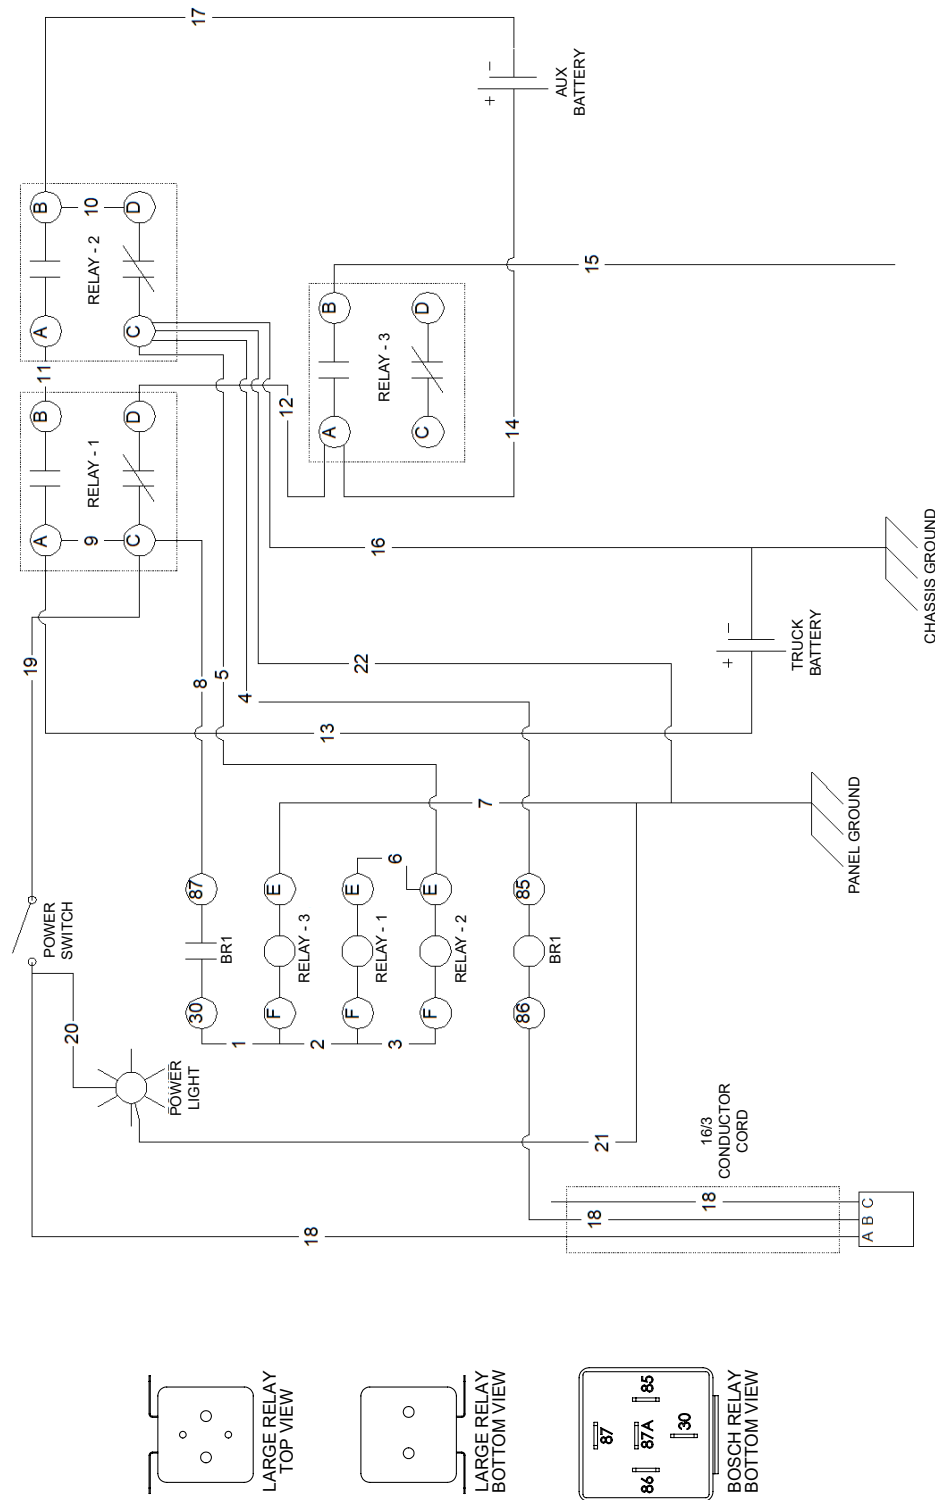 17
AUX
BATTERY
+
-
B
10
D
RELAY - 2
A
C
11
B
D
RELAY - 1
A
9
C
12
B
D
RELAY - 3
A
C
15
14
16
CHASSIS GROUND
TRUCK
BATTERY
+
-
19
8
5
4
22
13
7
6
PANEL GROUND
POWER
SWITCH
87
BR1
30
E
RELAY - 3
F
E
RELAY - 1
F
E
RELAY - 2
F
85
BR1
86
1
2
3
20
POWER
LIGHT
21
16/3
CONDUCTOR
CORD
18
18
18
A B C
LARGE RELAY
TOP VIEW
LARGE RELAY
BOTTOM VIEW
87
86
87A
85
30
BOSCH RELAY
BOTTOM VIEW